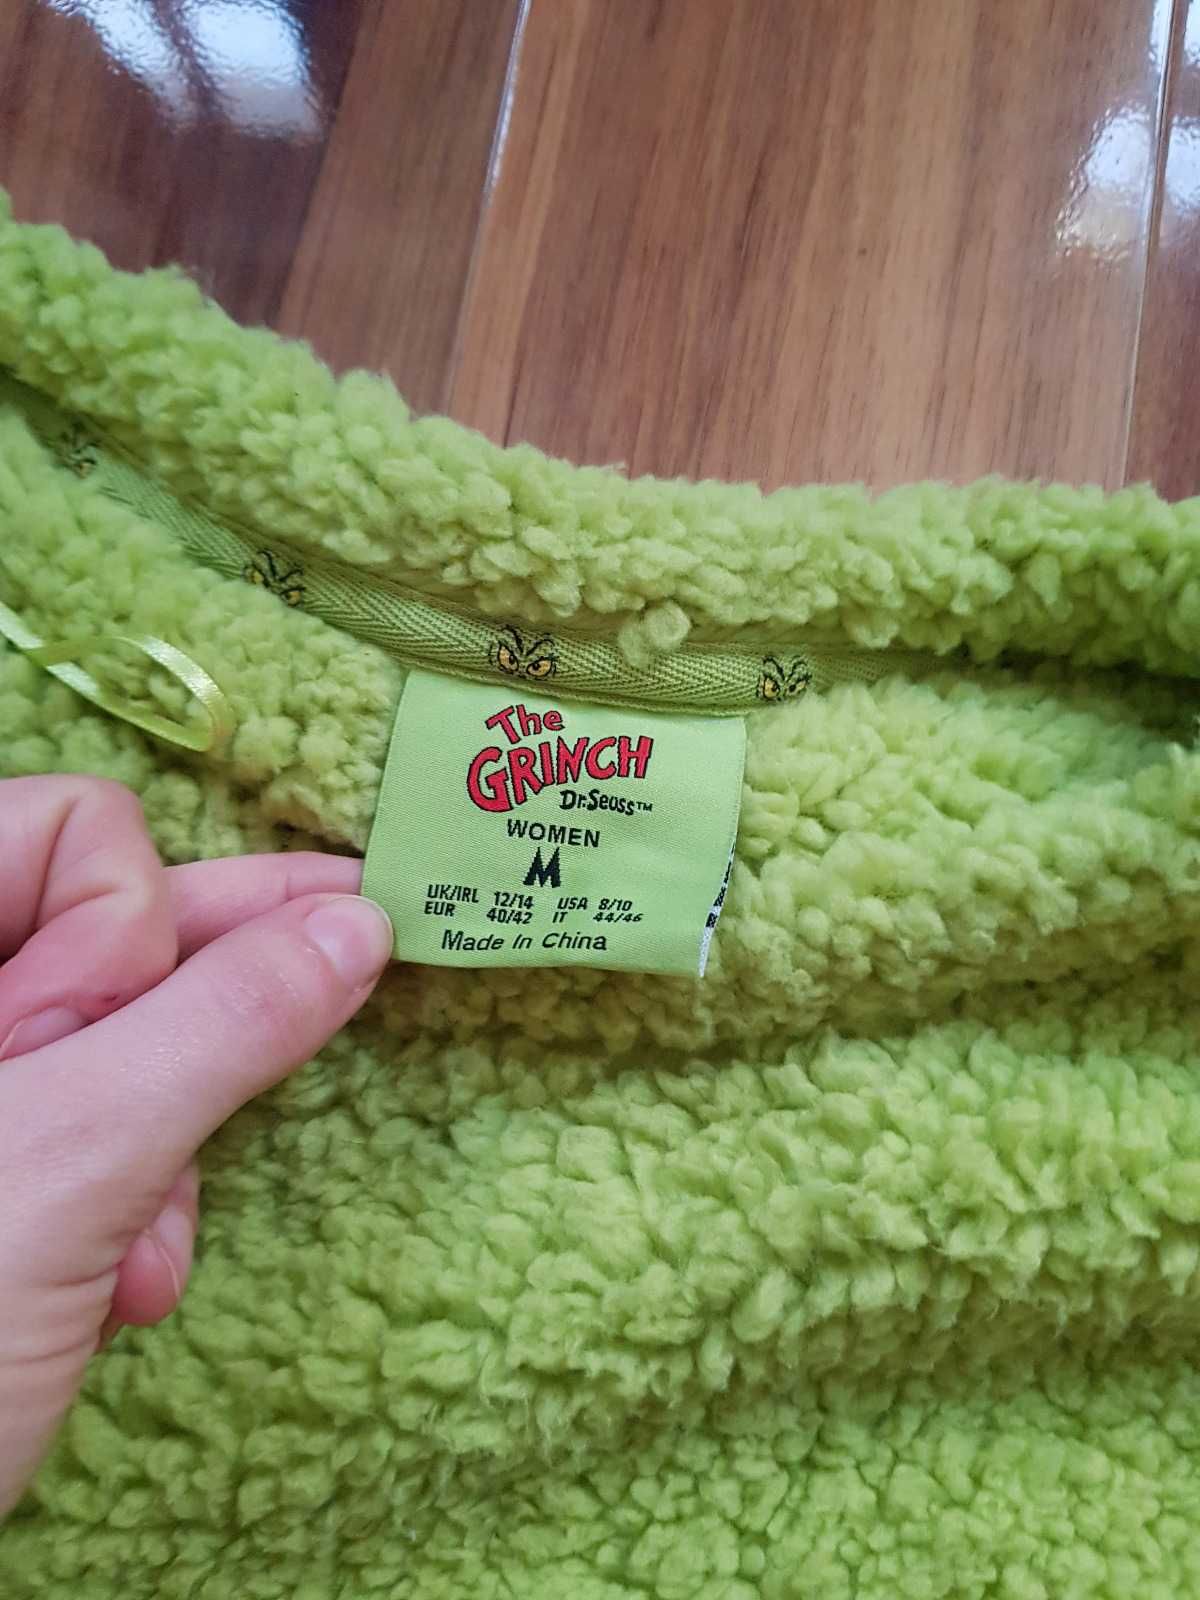 The
GRINCH
Dr.Seuss™
WOMEN
M
UK/IRL 12/14 USA 8/10
EUR 40/42 IT 44/46
Made In China